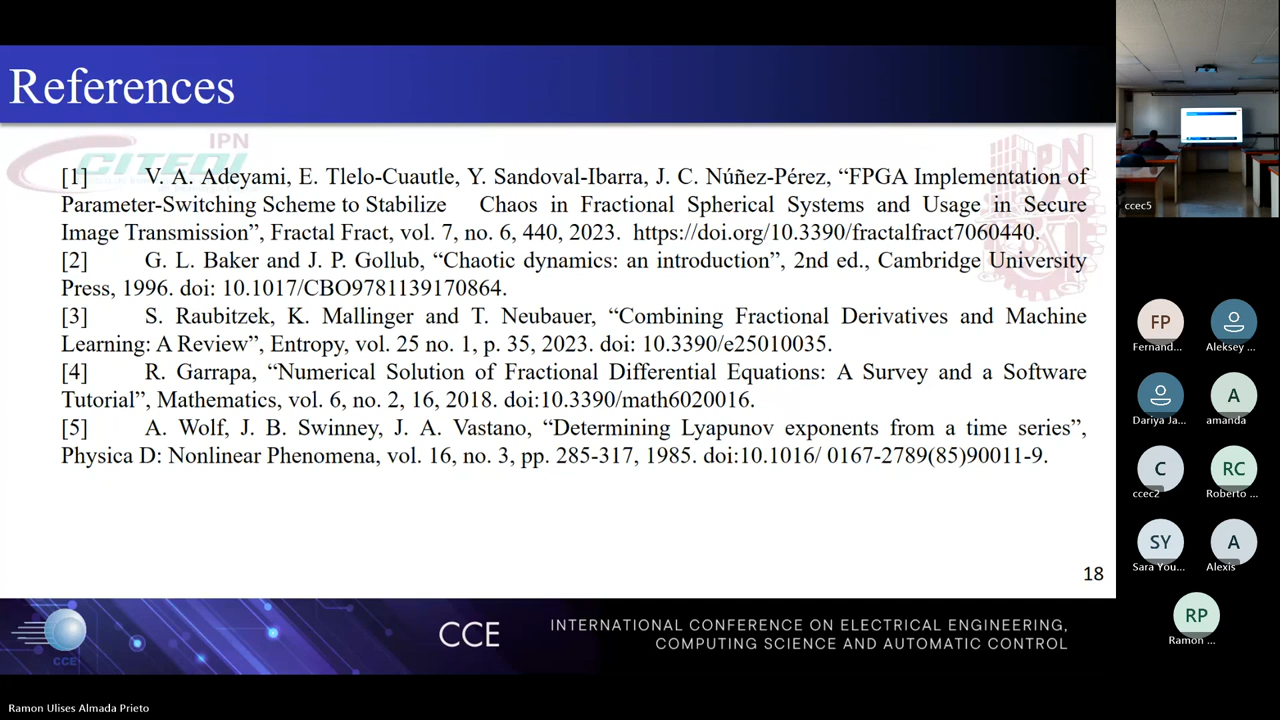 References
IPN
CITEDI
IPN
[1] V. A. Adeyami, E. Tlelo-Cuautle, Y. Sandoval-Ibarra, J. C. Núñez-Pérez, “FPGA Implementation of
Parameter-Switching Scheme to Stabilize Chaos in Fractional Spherical Systems and Usage in Secure
Image Transmission”, Fractal Fract, vol. 7, no. 6, 440, 2023. https://doi.org/10.3390/fractalfract7060440.
[2] G. L. Baker and J. P. Gollub, “Chaotic dynamics: an introduction”, 2nd ed., Cambridge University
Press, 1996. doi: 10.1017/CBO9781139170864.
[3] S. Raubitzek, K. Mallinger and T. Neubauer, “Combining Fractional Derivatives and Machine
Learning: A Review”, Entropy, vol. 25 no. 1, p. 35, 2023. doi: 10.3390/e25010035.
[4] R. Garrapa, “Numerical Solution of Fractional Differential Equations: A Survey and a Software
Tutorial”, Mathematics, vol. 6, no. 2, 16, 2018. doi:10.3390/math6020016.
[5] A. Wolf, J. B. Swinney, J. A. Vastano, “Determining Lyapunov exponents from a time series”,
Physica D: Nonlinear Phenomena, vol. 16, no. 3, pp. 285-317, 1985. doi:10.1016/ 0167-2789(85)90011-9.
18
CCE
CCE
INTERNATIONAL CONFERENCE ON ELECTRICAL ENGINEERING,
COMPUTING SCIENCE AND AUTOMATIC CONTROL
Ramon Ulises Almada Prieto
ccec5
FP
Fernand...
Aleksey ...
Dariya Ja...
A
amanda
C
ccec2
RC
Roberto ...
SY
Sara You...
A
Alexis
RP
Ramon ...